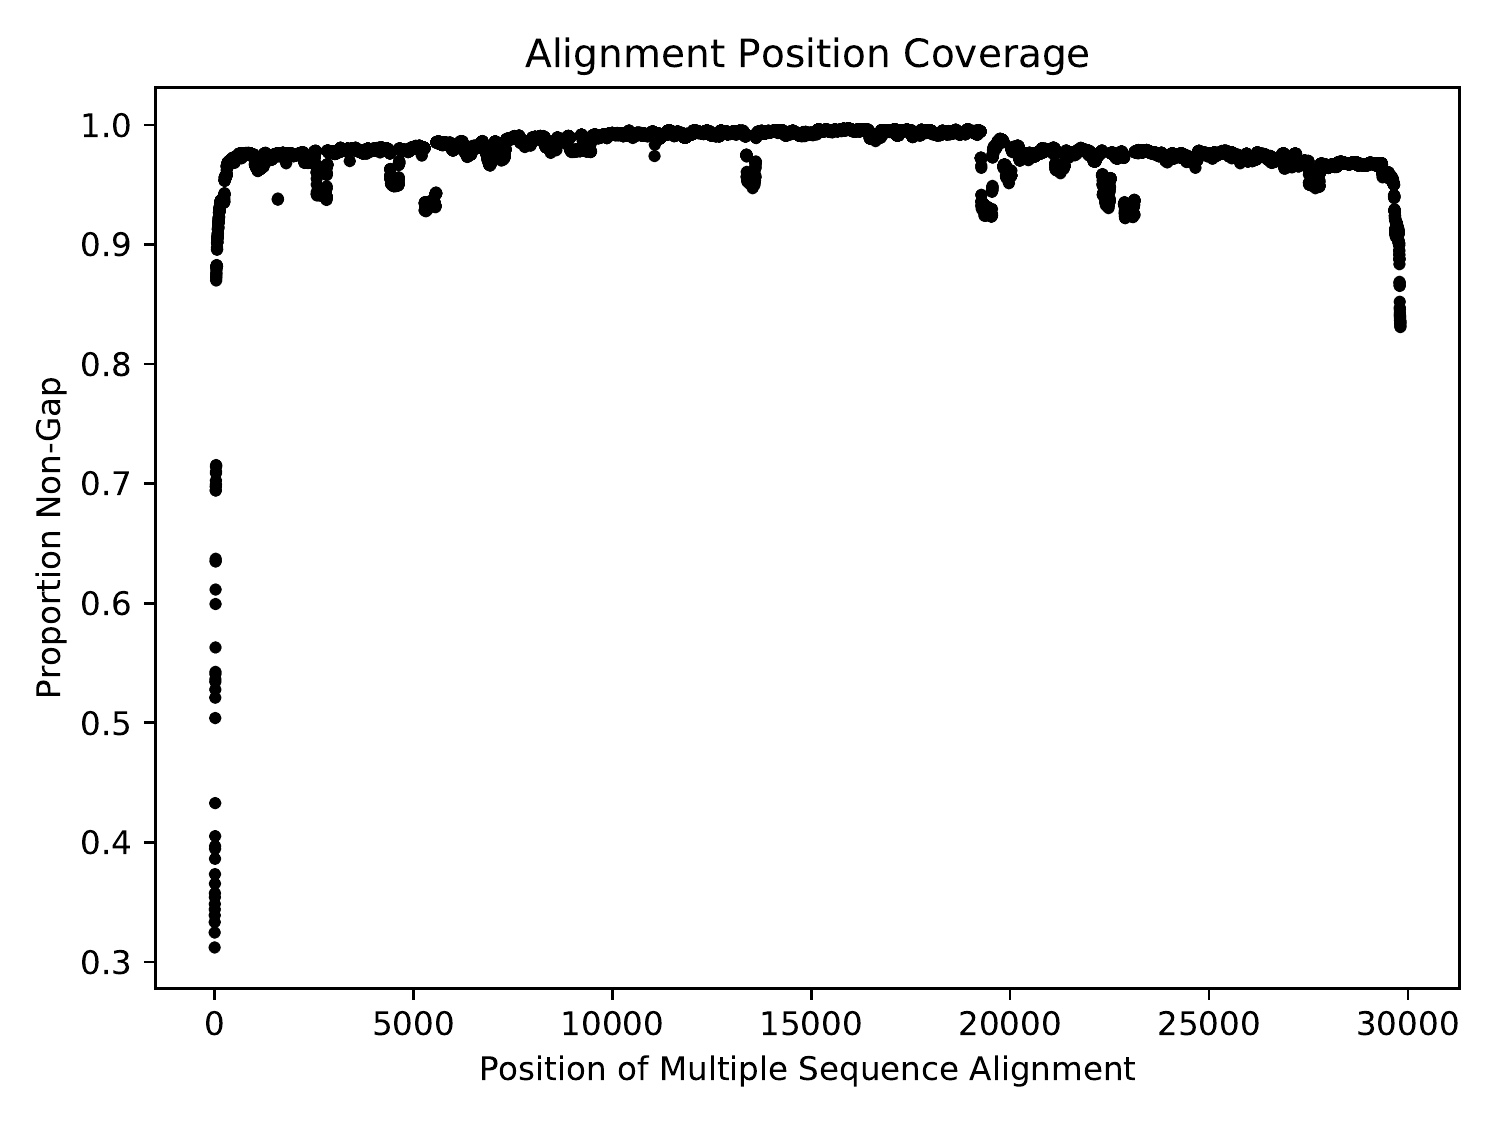 Alignment Position Coverage
1.0
0.9
0.8
0.7
0.6
0.5
0.4
0.3
Proportion Non-Gap
0 5000 10000 15000 20000 25000 30000
Position of Multiple Sequence Alignment